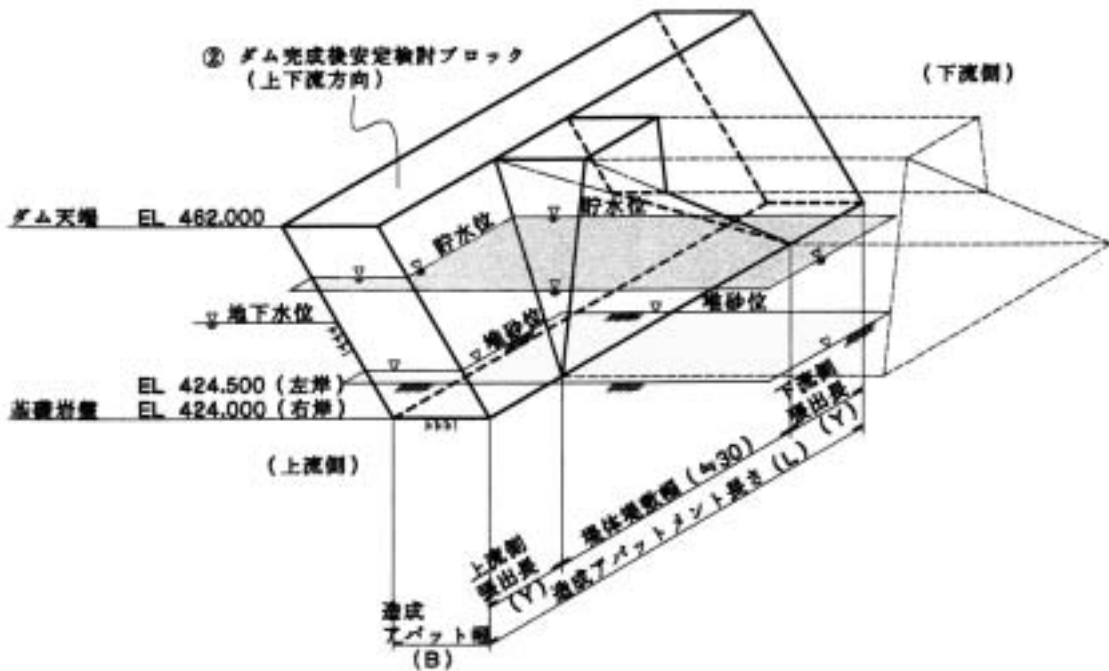 ② ダム完成後安定検討ブロック
(上下流方向)
(下流側)
ダム天端 EL 462.000
貯水位
貯水位
地下水位
堆砂位
堆砂位
EL 424.500 (左岸)
基礎岩盤 EL 424.000 (右岸)
(上流側)
下流側
張出長
(Y)
堤体堤敷幅 (≒30)
造成アバットメント長さ (L)
上流側
張出長
(Y)
造成
アバット幅
(B)